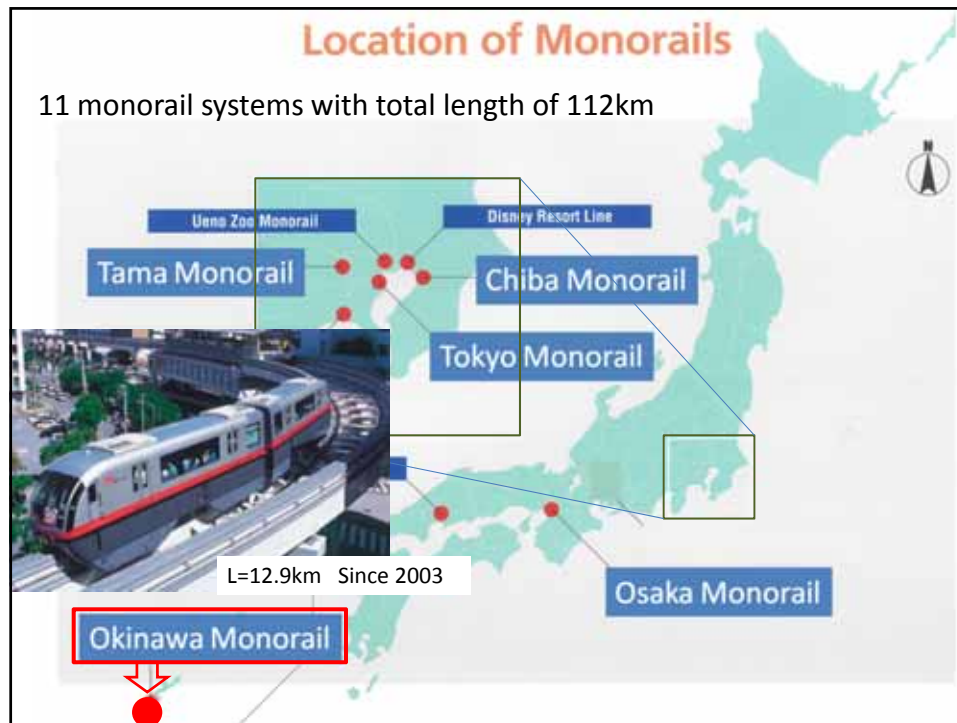 Location of Monorails
11 monorail systems with total length of 112km
N
Ueno Zoo Monorail
Disney Resort Line
Tama Monorail
Chiba Monorail
Tokyo Monorail
L=12.9km Since 2003
Osaka Monorail
Okinawa Monorail